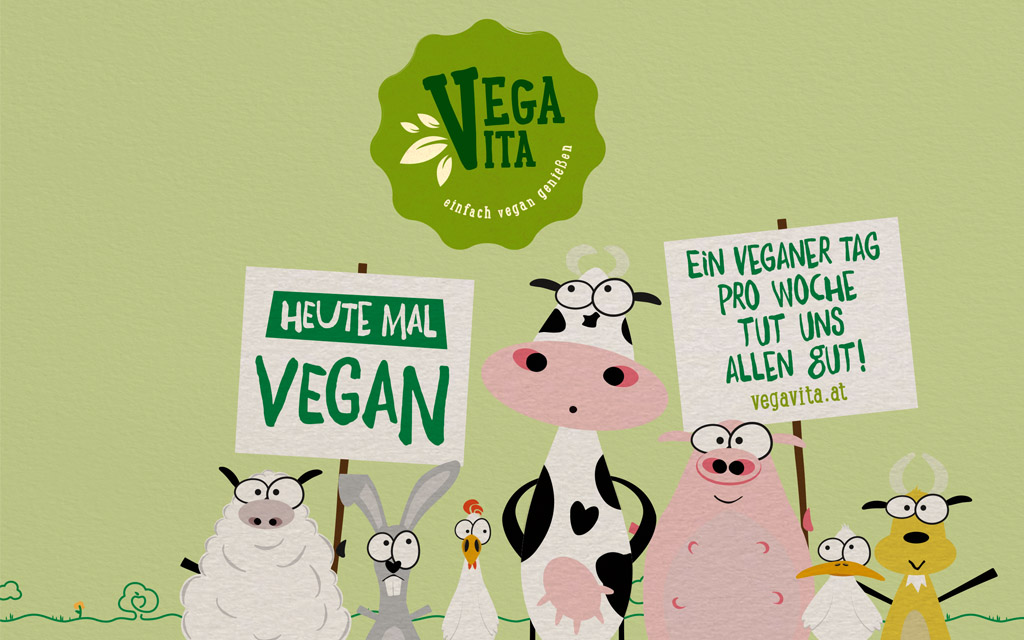 VEGA
VITA
einfach vegan genießen
HEUTE MAL
VEGAN
EIN VEGANER TAG
PRO WOCHE
TUT UNS
ALLEN GUT!
vegavita.at